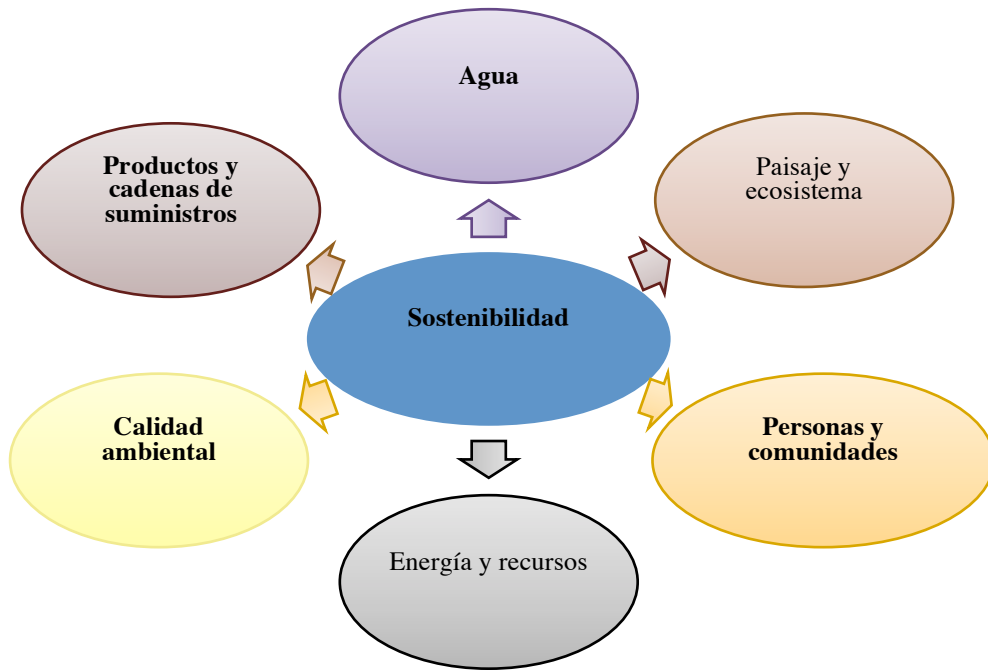 Agua
Productos y
cadenas de
suministros
Paisaje y
ecosistema
Sostenibilidad
Calidad
ambiental
Personas y
comunidades
Energía y recursos